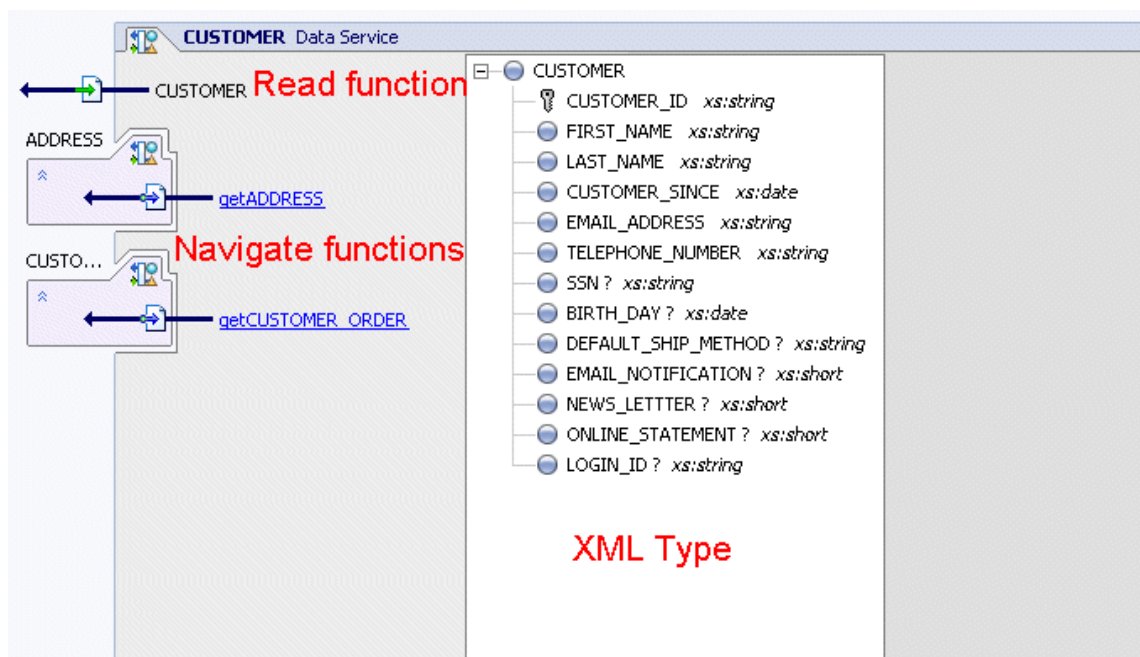 CUSTOMER Data Service
CUSTOMER Read function
ADDRESS
getADDRESS
Navigate functions
CUSTO...
getCUSTOMER_ORDER
CUSTOMER
CUSTOMER_ID xs:string
FIRST_NAME xs:string
LAST_NAME xs:string
CUSTOMER_SINCE xs:date
EMAIL_ADDRESS xs:string
TELEPHONE_NUMBER xs:string
SSN ? xs:string
BIRTH_DAY ? xs:date
DEFAULT_SHIP_METHOD ? xs:string
EMAIL_NOTIFICATION ? xs:short
NEWS_LETTTER ? xs:short
ONLINE_STATEMENT ? xs:short
LOGIN_ID ? xs:string
XML Type